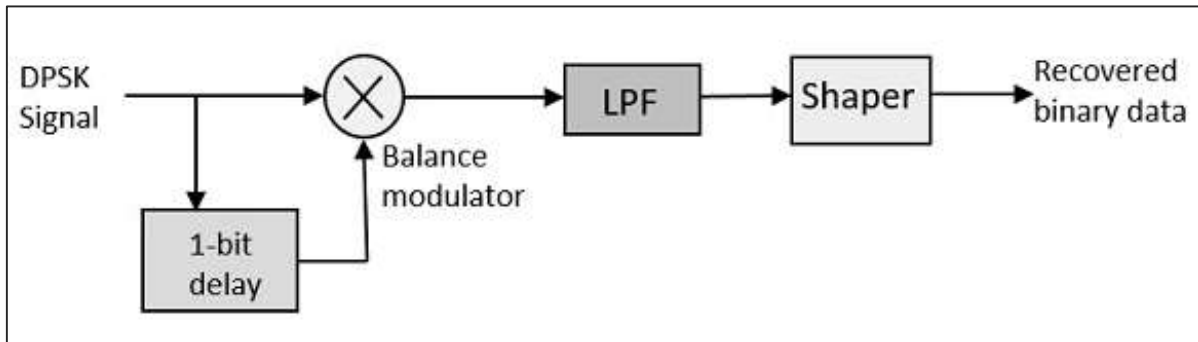 DPSK
Signal
Balance
modulator
1-bit
delay
LPF
Shaper
Recovered
binary data